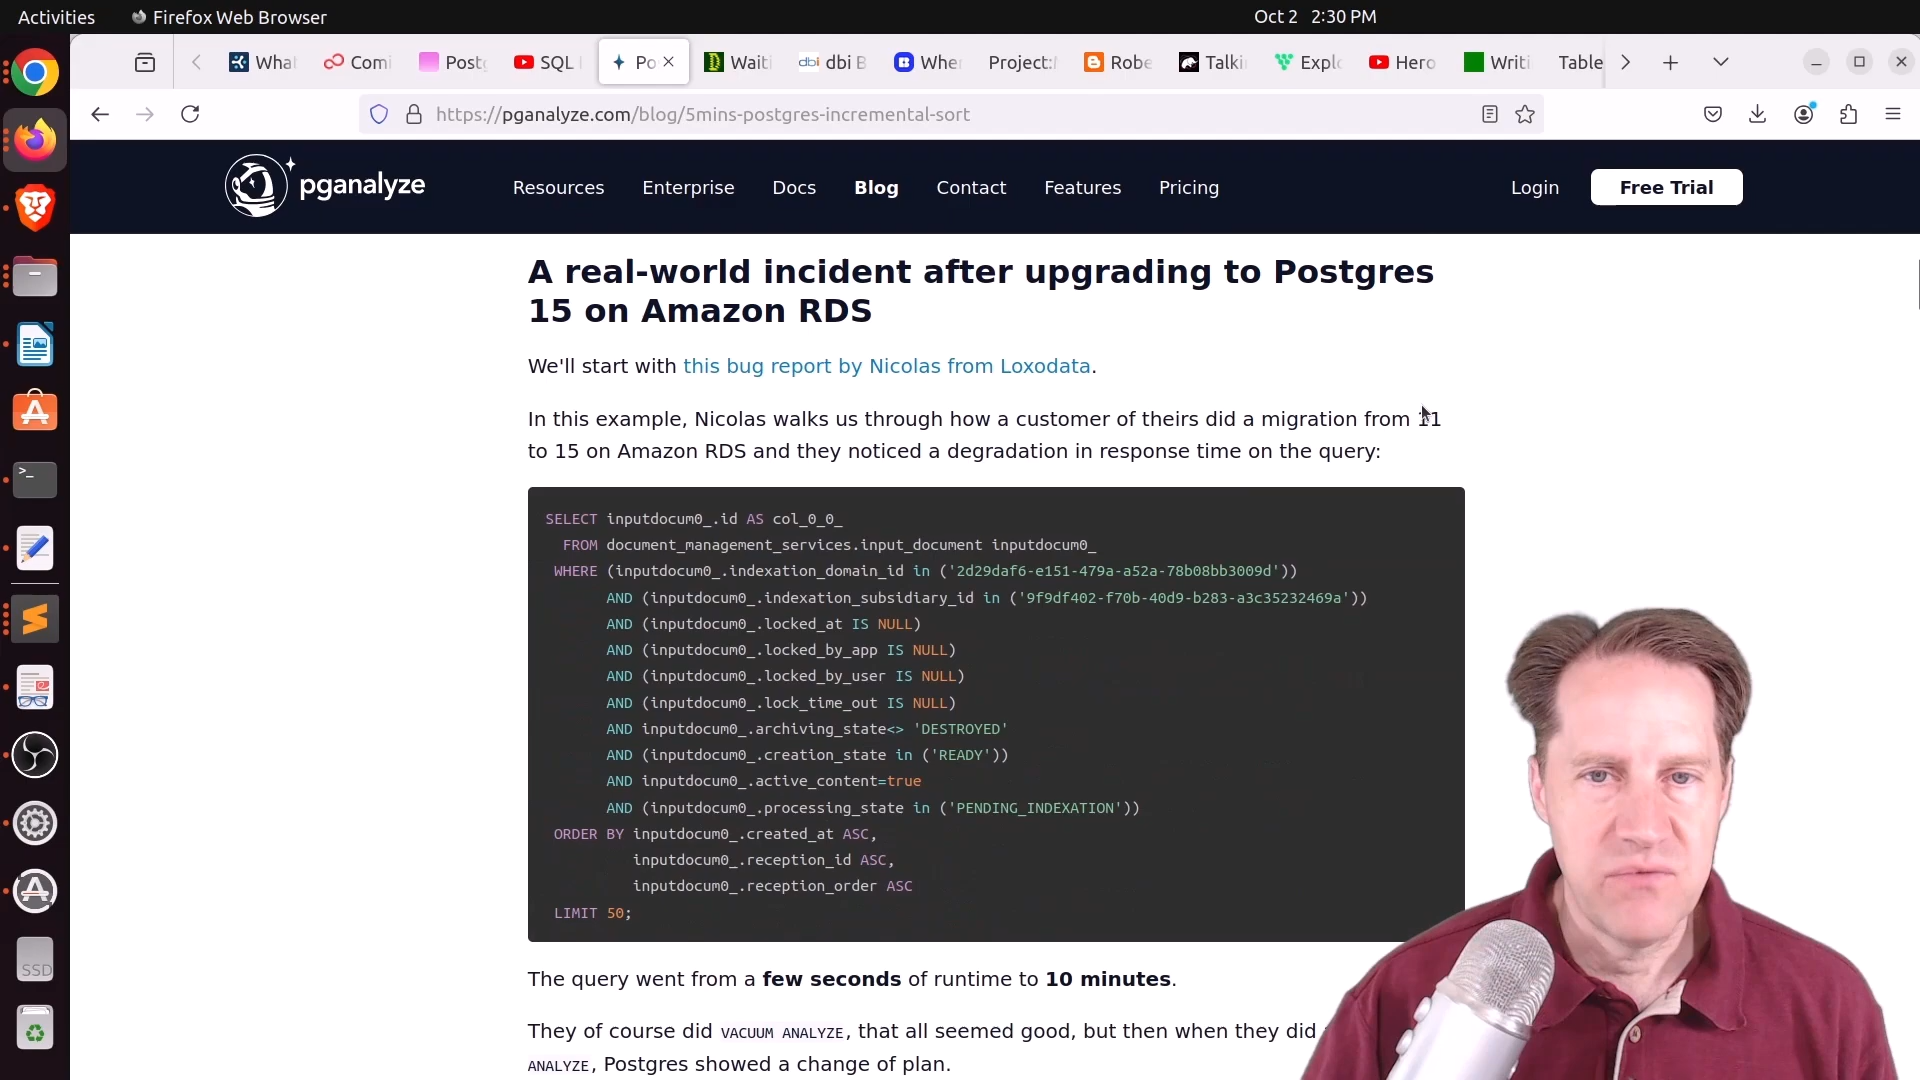 Activities
Firefox Web Browser
Oct 2 2:30 PM
Wha
Comi
Postg
SQL
Po
Waiti
dbi dbi B
Whe
Project:
Robe
Talki
Explo
Hero
Writi
Table
https://pganalyze.com/blog/5mins-postgres-incremental-sort
pganalyze
Resources
Enterprise
Docs
Blog
Contact
Features
Pricing
Login
Free Trial
A real-world incident after upgrading to Postgres
15 on Amazon RDS
We'll start with this bug report by Nicolas from Loxodata.
In this example, Nicolas walks us through how a customer of theirs did a migration from 11
to 15 on Amazon RDS and they noticed a degradation in response time on the query:
SELECT inputdocum0_.id AS col_0_0_
FROM document_management_services.input_document inputdocum0_
WHERE (inputdocum0_.indexation_domain_id in ('2d29daf6-e151-479a-a52a-78b08bb3009d'))
AND (inputdocum0_.indexation_subsidiary_id in ('9f9df402-f70b-40d9-b283-a3c35232469a'))
AND (inputdocum0_.locked_at IS NULL)
AND (inputdocum0_.locked_by_app IS NULL)
AND (inputdocum0_.locked_by_user IS NULL)
AND (inputdocum0_.lock_time_out IS NULL)
AND inputdocum0_.archiving_state<> 'DESTROYED'
AND (inputdocum0_.creation_state in ('READY'))
AND inputdocum0_.active_content=true
AND (inputdocum0_.processing_state in ('PENDING_INDEXATION'))
ORDER BY inputdocum0_.created_at ASC,
inputdocum0_.reception_id ASC,
inputdocum0_.reception_order ASC
LIMIT 50;
The query went from a few seconds of runtime to 10 minutes.
They of course did VACUUM ANALYZE, that all seemed good, but then when they did
ANALYZE, Postgres showed a change of plan.
SSD